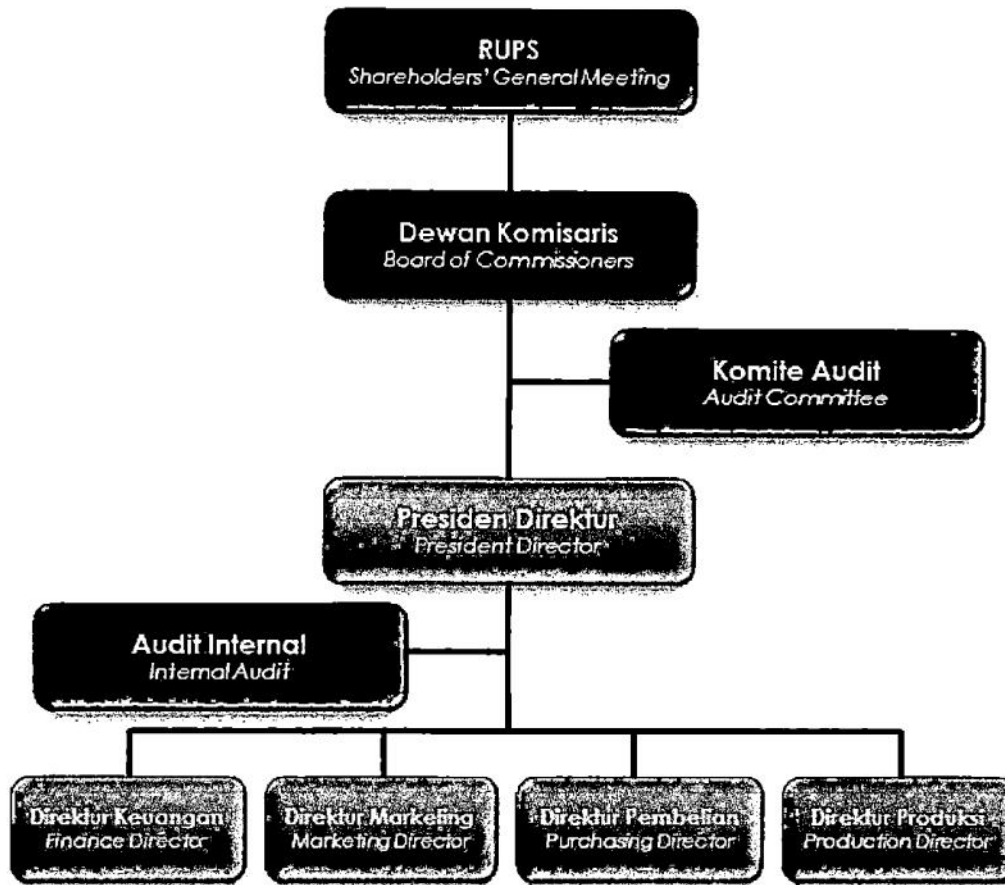 RUPS
Shareholders' General Meeting
Dewan Komisaris
Board of Commissioners
Komite Audit
Audit Committee
Presiden Direktur
President Director
Audit Internal
Internal Audit
Direktur Keuangan
Finance Director
Direktur Marketing
Marketing Director
Direktur Pembelian
Purchasing Director
Direktur Produksi
Production Director